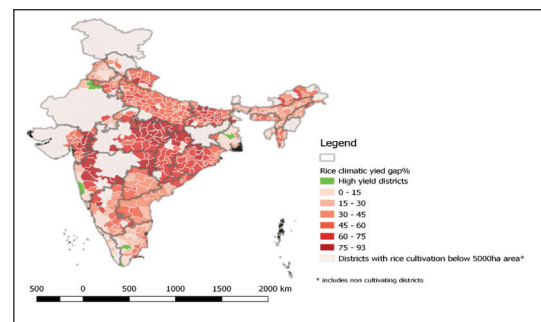 Legend
Rice climatic yied gap%
High yield districts
0 - 15
15 - 30
30 - 45
45 - 60
60 - 75
75 - 93
Districts with rice cultivation below 5000ha area*
* includes non cultivating districts
500 0 500 1000 1500 2000 km